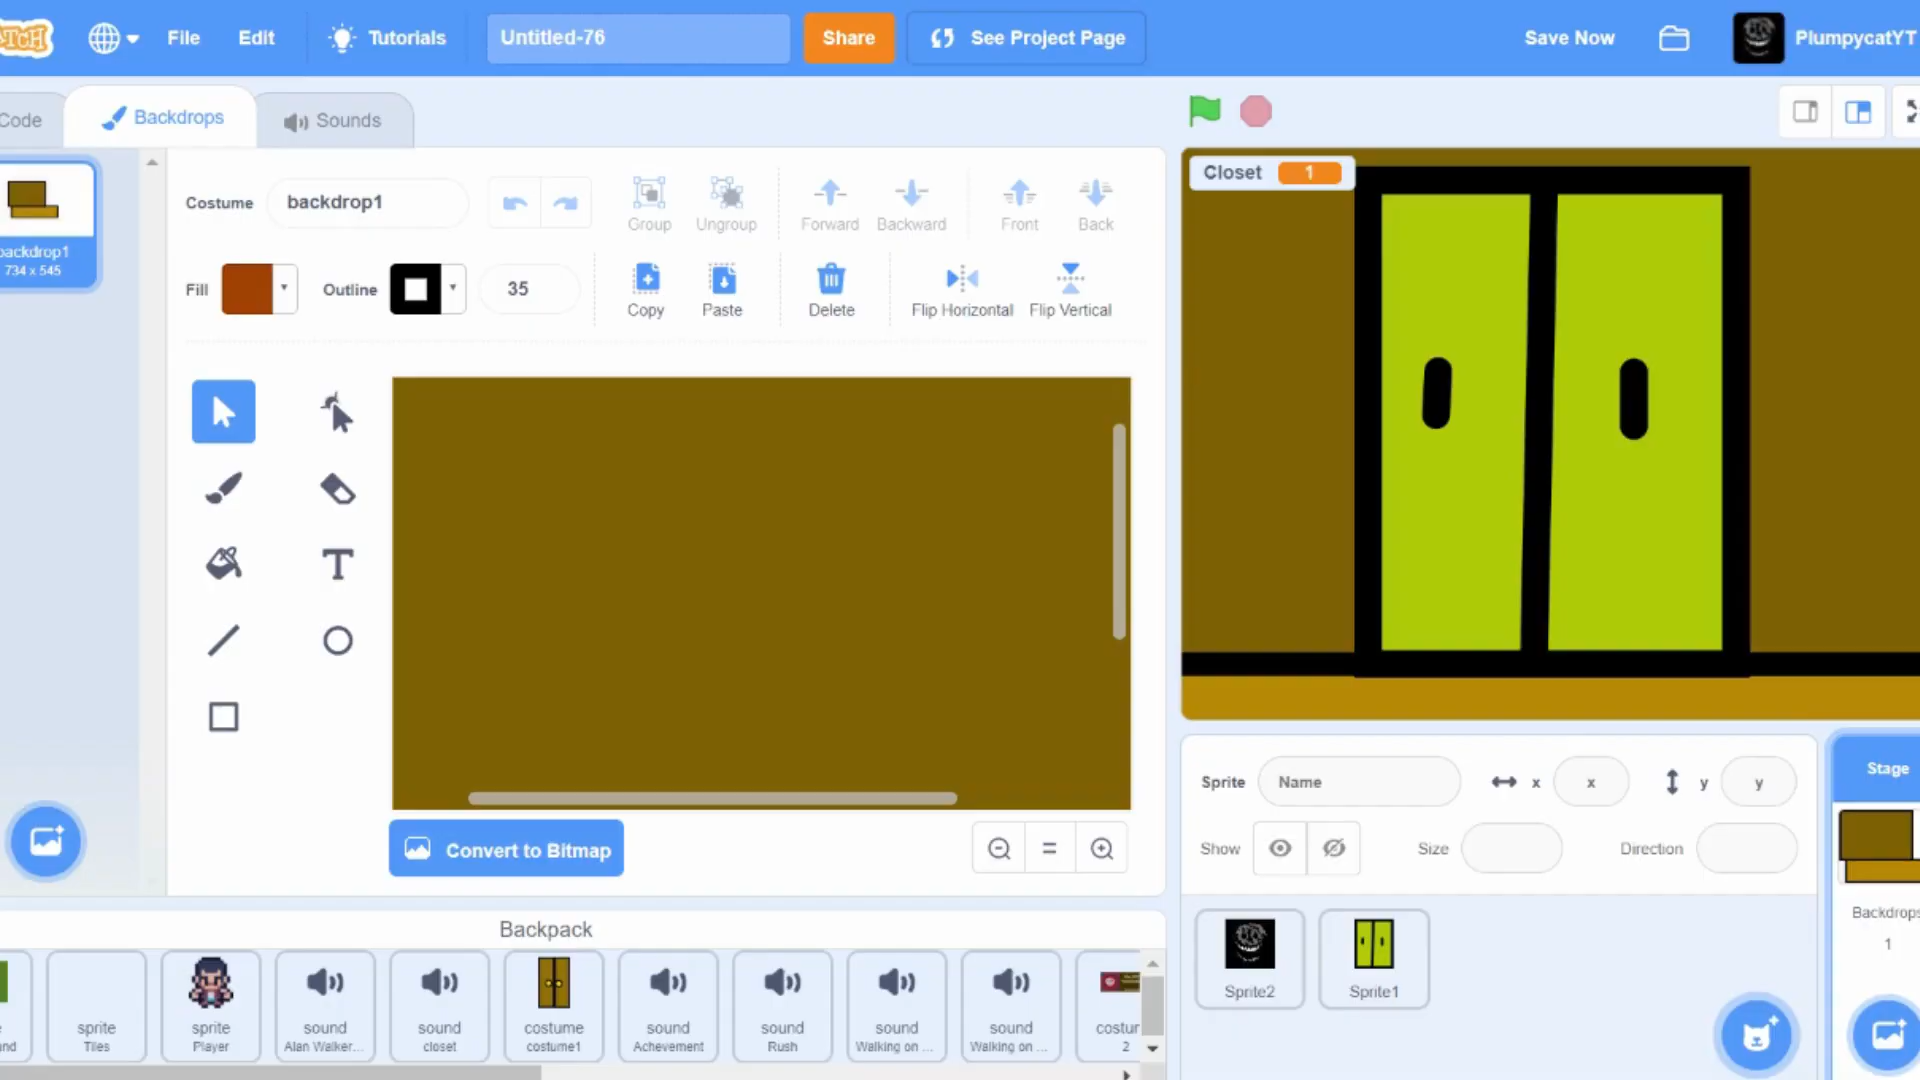 File Edit Tutorials Untitled-76 Share See Project Page Save Now PlumpycatYT
Code Backdrops Sounds
Closet 1
Costume backdrop1 Group Ungroup Forward Backward Front Back
backdrop1
734 x 545
Fill Outline 35 Copy Paste Delete Flip Horizontal Flip Vertical
T
Convert to Bitmap =
Sprite Name x x y y
Show Size Direction
Stage
Backdrops
1
Sprite2 Sprite1
Backpack
sprite sprite sound sound costume sound sound sound sound costur
Tiles Player Alan Walker... closet costume1 Achevement Rush Walking on ... Walking on ... 2